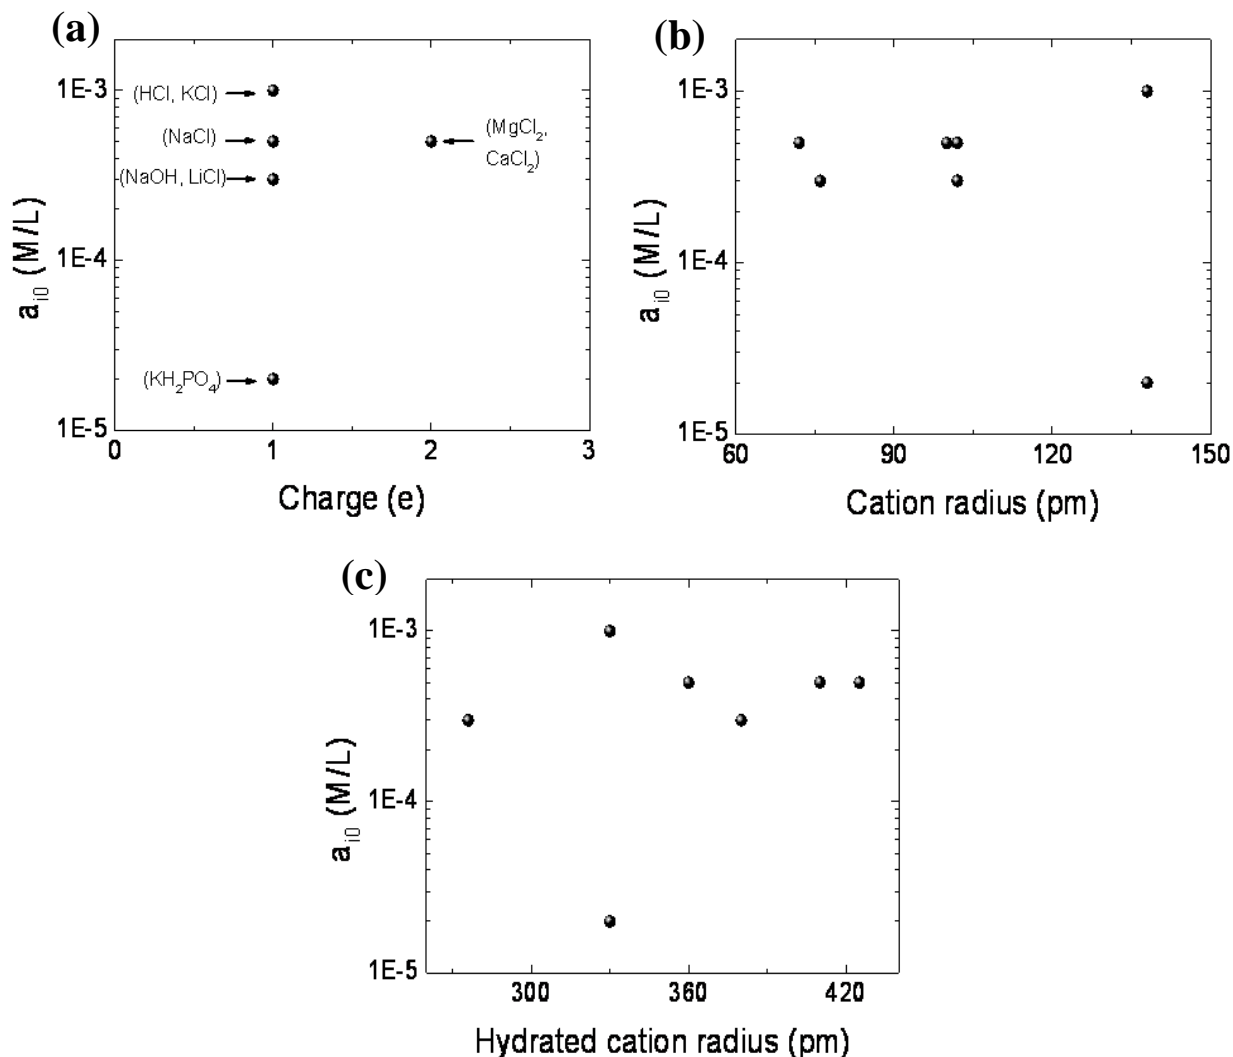 (a)
1E-3
1E-4
1E-5
a_i0 (M/L)
(HCl, KCl)
(NaCl)
(NaOH, LiCl)
(KH2PO4)
(MgCl2,
CaCl2)
0 1 2 3
Charge (e)
(b)
1E-3
1E-4
1E-5
a_i0 (M/L)
60 90 120 150
Cation radius (pm)
(c)
1E-3
1E-4
1E-5
a_i0 (M/L)
300 360 420
Hydrated cation radius (pm)